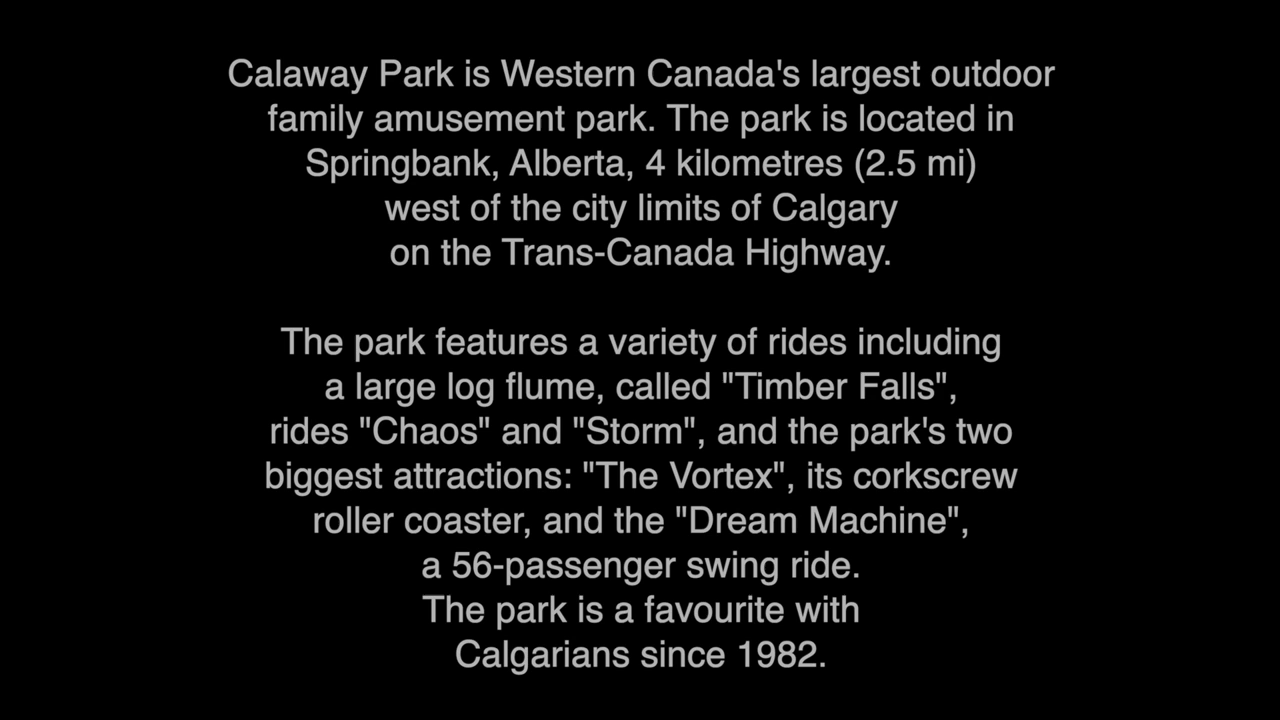 Calaway Park is Western Canada's largest outdoor
family amusement park. The park is located in
Springbank, Alberta, 4 kilometres (2.5 mi)
west of the city limits of Calgary
on the Trans-Canada Highway.
The park features a variety of rides including
a large log flume, called "Timber Falls",
rides "Chaos" and "Storm", and the park's two
biggest attractions: "The Vortex", its corkscrew
roller coaster, and the "Dream Machine",
a 56-passenger swing ride.
The park is a favourite with
Calgarians since 1982.